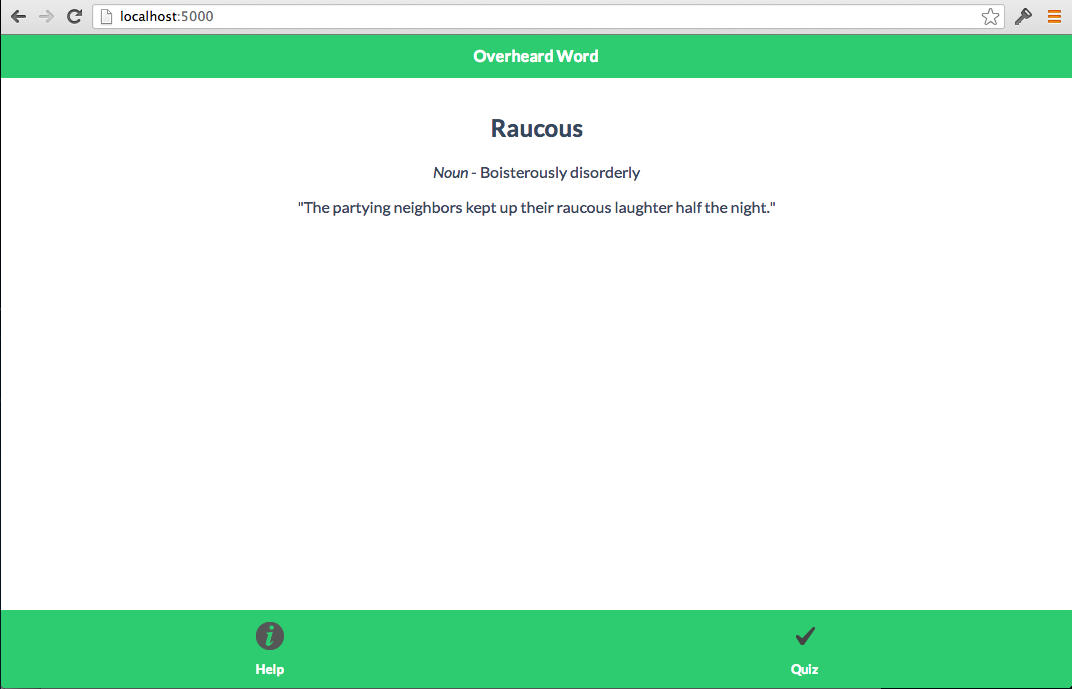 localhost:5000
Overheard Word
Raucous
Noun - Boisterously disorderly
"The partying neighbors kept up their raucous laughter half the night."
Help
Quiz